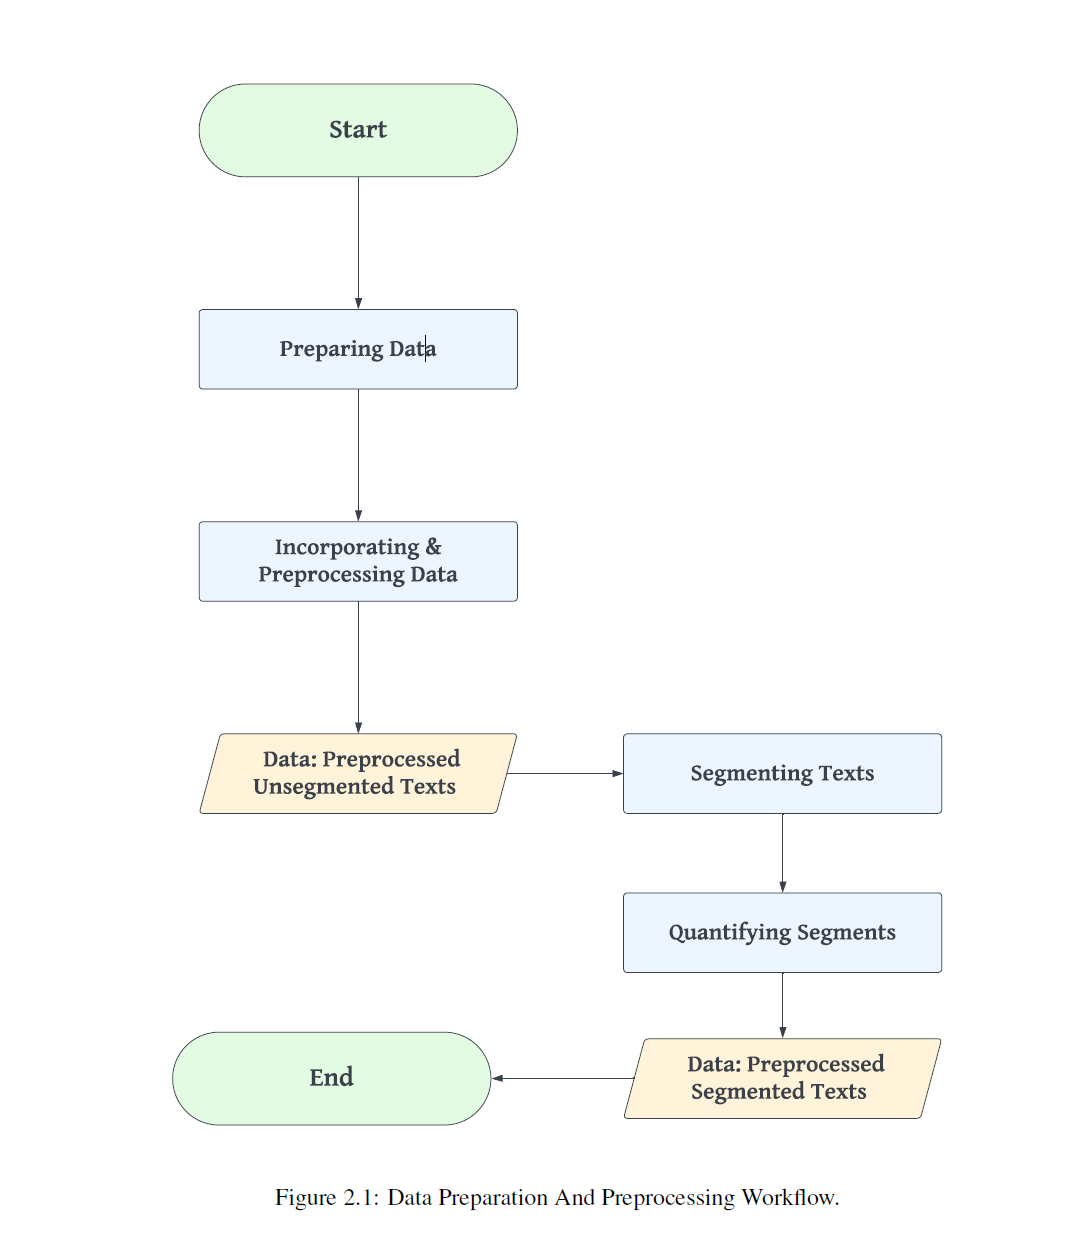 Start
Preparing Data
Incorporating &
Preprocessing Data
Data: Preprocessed
Unsegmented Texts
Segmenting Texts
Quantifying Segments
Data: Preprocessed
Segmented Texts
End
Figure 2.1: Data Preparation And Preprocessing Workflow.